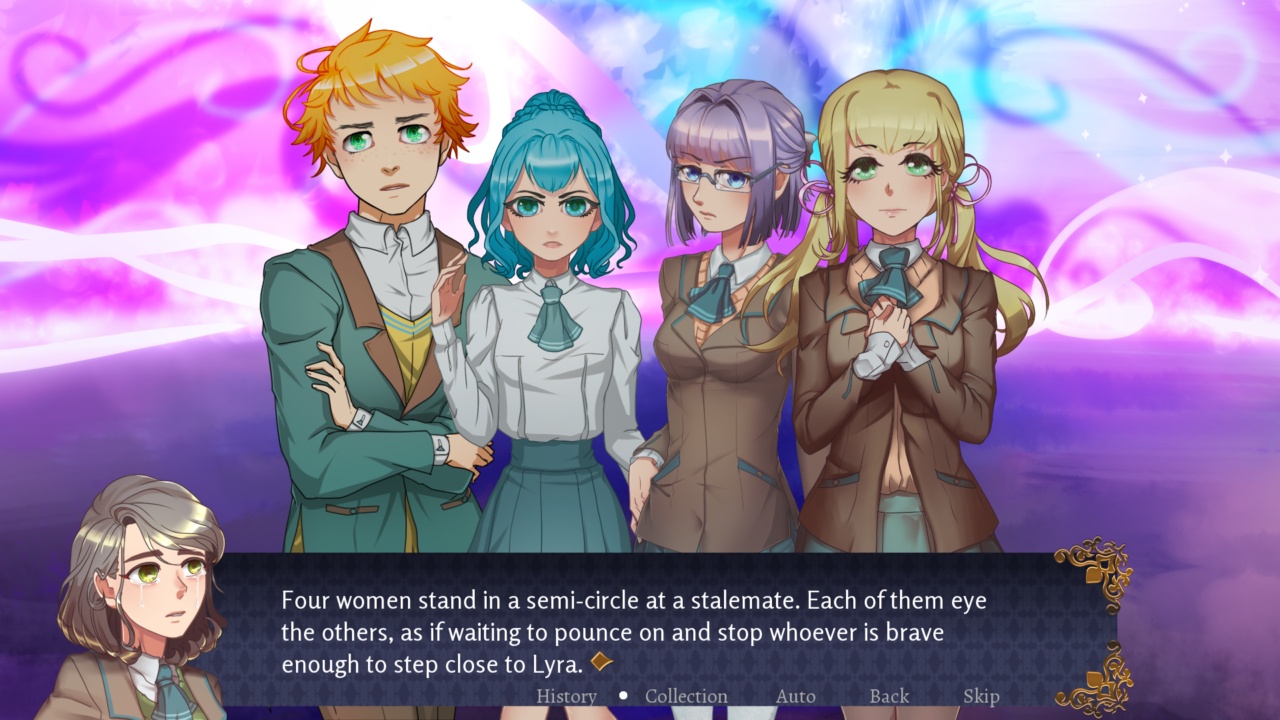 Four women stand in a semi-circle at a stalemate. Each of them eye
the others, as if waiting to pounce on and stop whoever is brave
enough to step close to Lyra.
History Collection Auto Back Skip